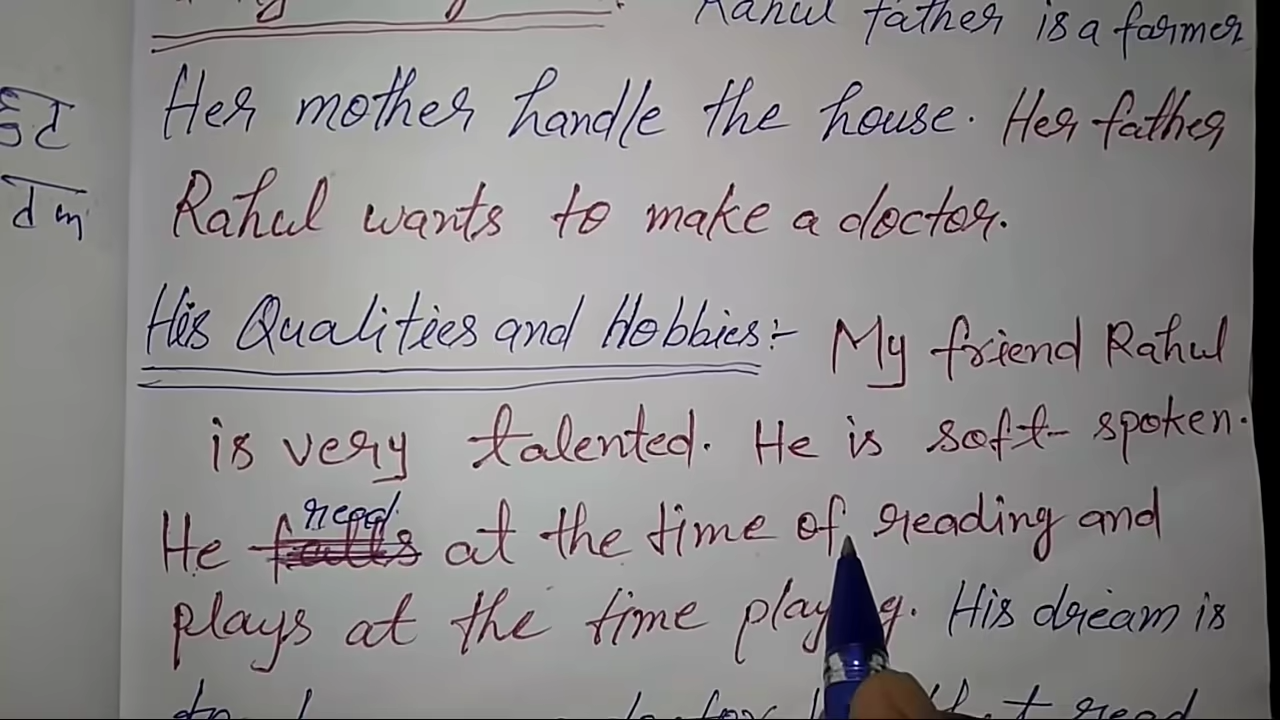 Rahul father is a farmer
Her mother handle the house. Her father
Rahul wants to make a doctor.
His Qualities and Hobbies:- My friend Rahul
is very talented. He is soft-spoken.
He read at the time of reading and
plays at the time playing. His dream is
read